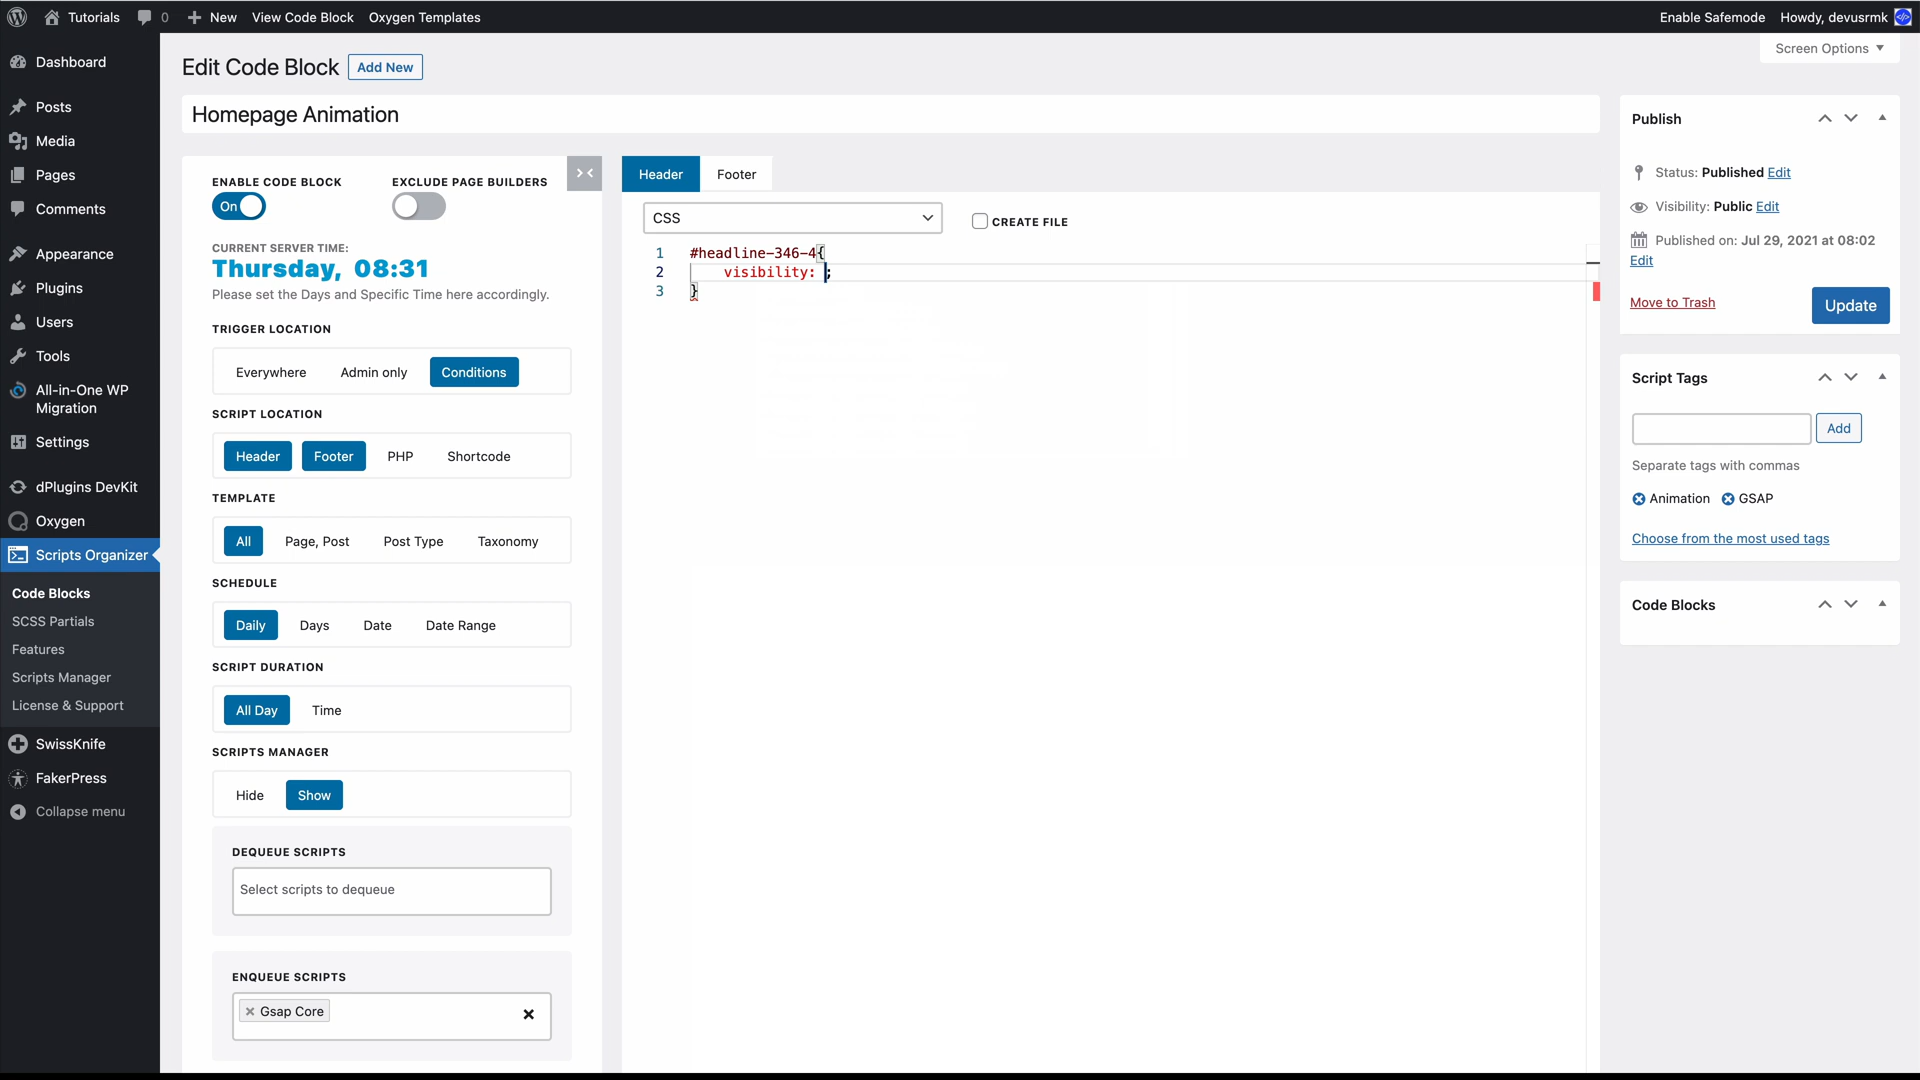 Tutorials 0 New View Code Block Oxygen Templates Enable Safemode Howdy, devusrmk
Screen Options
Dashboard
Posts
Media
Pages
Comments
Appearance
Plugins
Users
Tools
All-in-One WP
Migration
Settings
dPlugins DevKit
Oxygen
Scripts Organizer
Code Blocks
SCSS Partials
Features
Scripts Manager
License & Support
SwissKnife
FakerPress
Collapse menu
Edit Code Block Add New
Homepage Animation
ENABLE CODE BLOCK EXCLUDE PAGE BUILDERS
On
CURRENT SERVER TIME:
Thursday, 08:31
Please set the Days and Specific Time here accordingly.
TRIGGER LOCATION
Everywhere Admin only Conditions
SCRIPT LOCATION
Header Footer PHP Shortcode
TEMPLATE
All Page, Post Post Type Taxonomy
SCHEDULE
Daily Days Date Date Range
SCRIPT DURATION
All Day Time
SCRIPTS MANAGER
Hide Show
DEQUEUE SCRIPTS
Select scripts to dequeue
ENQUEUE SCRIPTS
× Gsap Core ×
Header Footer
CSS CREATE FILE
1 #headline-346-4{
2 visibility: ;
3 }
Publish
Status: Published Edit
Visibility: Public Edit
Published on: Jul 29, 2021 at 08:02
Edit
Move to Trash Update
Script Tags
Add
Separate tags with commas
Animation GSAP
Choose from the most used tags
Code Blocks